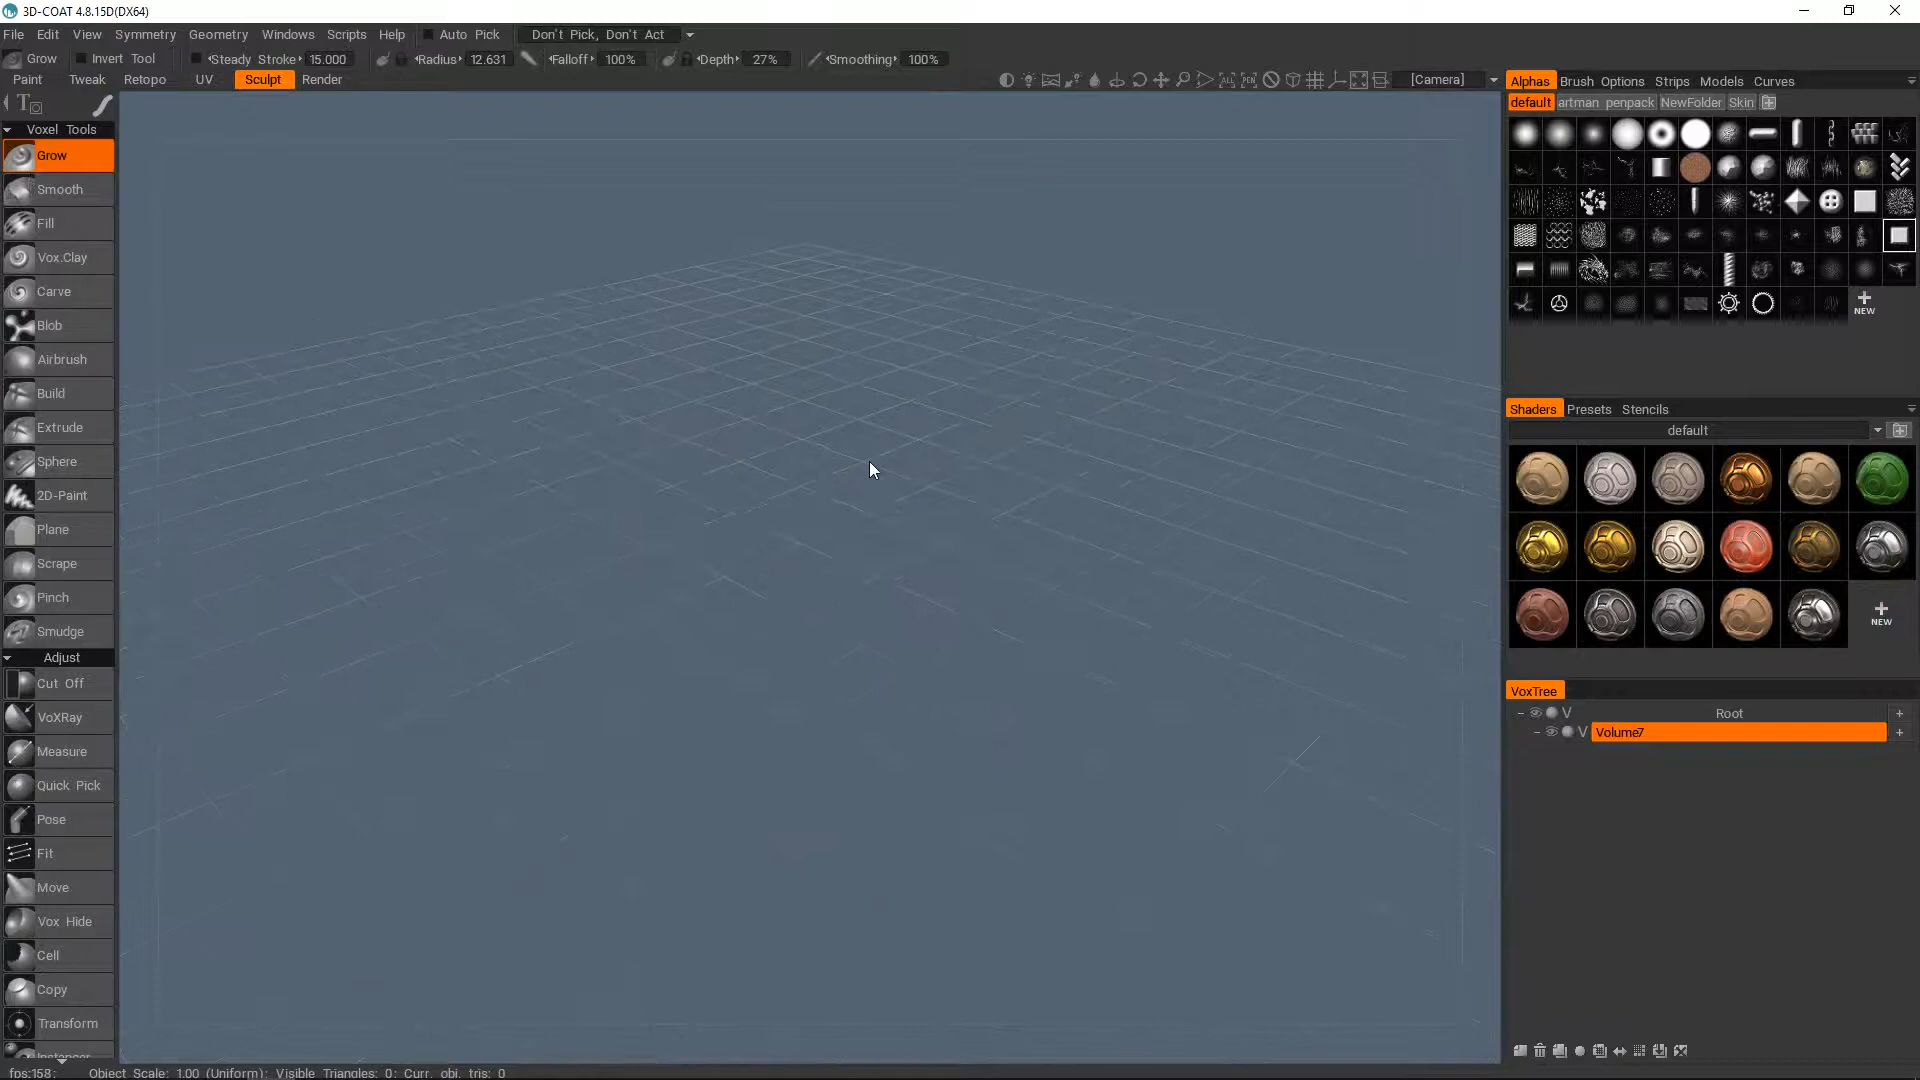 3D-COAT 4.8.15D(DX64)
File Edit View Symmetry Geometry Windows Scripts Help Auto Pick Don't Pick, Don't Act
Grow Invert Tool Steady Stroke 15.000 Radius 12.631 Falloff 100% Depth 27% Smoothing 100%
Paint Tweak Retopo UV Sculpt Render [Camera]
Voxel Tools
Grow
Smooth
Fill
Vox.Clay
Carve
Blob
Airbrush
Build
Extrude
Sphere
2D-Paint
Plane
Scrape
Pinch
Smudge
Adjust
Cut Off
VoXRay
Measure
Quick Pick
Pose
Fit
Move
Vox Hide
Cell
Copy
Transform
Alphas Brush Options Strips Models Curves
default artman penpack NewFolder Skin
NEW
Shaders Presets Stencils
default
NEW
VoxTree
V Root +
V Volume7 +
fps:158; Object Scale: 1.00 (Uniform); Visible Triangles: 0; Curr. obj. tris: 0